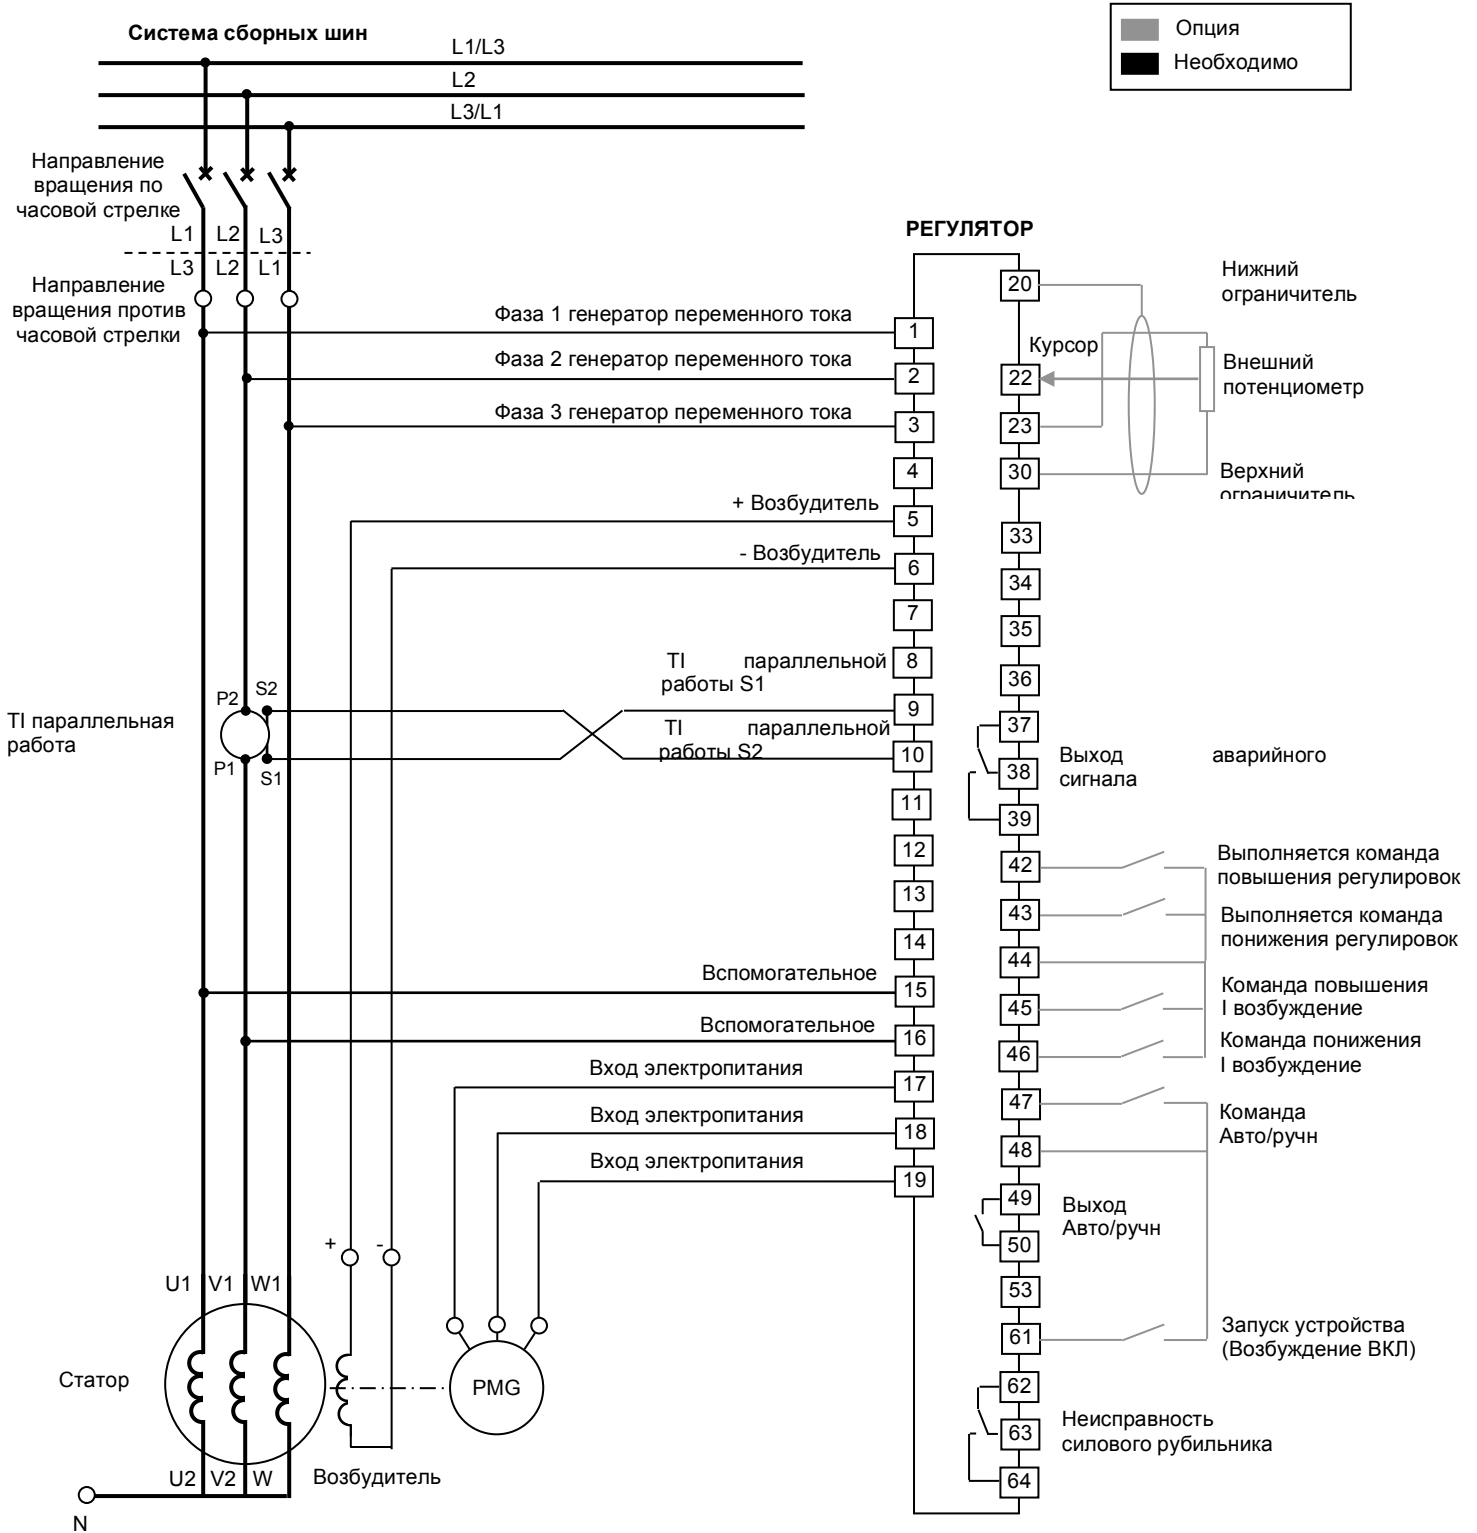 Система сборных шин
L1/L3
L2
L3/L1
Опция
Необходимо
Направление
вращения по
часовой стрелке
L1 L2 L3
L3 L2 L1
Направление
вращения против
часовой стрелки
РЕГУЛЯТОР
Фаза 1 генератор переменного тока
1
Фаза 2 генератор переменного тока
2
Фаза 3 генератор переменного тока
3
4
+ Возбудитель
5
- Возбудитель
6
7
TI параллельной
работы S1
8
9
TI параллельной
работы S2
10
P2 S2
P1 S1
TI параллельная
работа
11
12
13
14
Вспомогательное
15
Вспомогательное
16
Вход электропитания
17
Вход электропитания
18
Вход электропитания
19
20
Нижний
ограничитель
Курсор
22
Внешний
потенциометр
23
30
Верхний
ограничитель
33
34
35
36
37
38
39
Выход аварийного
сигнала
42
Выполняется команда
повышения регулировок
43
Выполняется команда
понижения регулировок
44
45
Команда повышения
I возбуждение
46
Команда понижения
I возбуждение
47
Команда
Авто/ручн
48
49
50
Выход
Авто/ручн
53
61
Запуск устройства
(Возбуждение ВКЛ)
62
63
64
Неисправность
силового рубильника
+ -
U1 V1 W1
Статор
PMG
U2 V2 W
Возбудитель
N